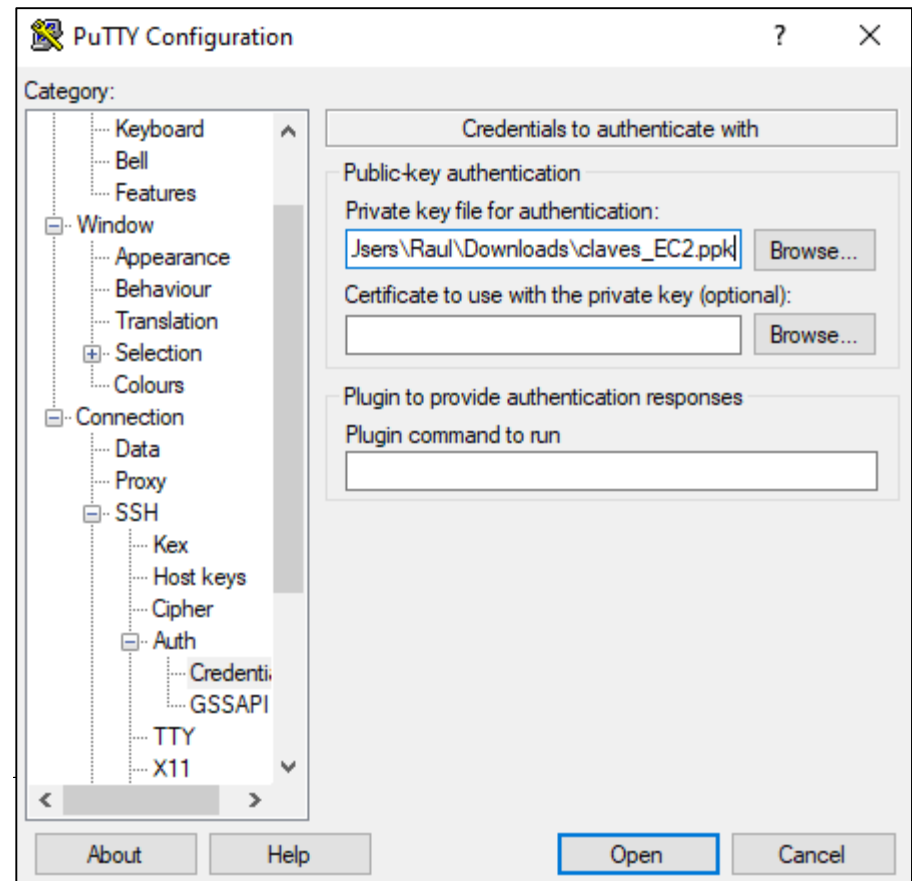 PuTTY Configuration
?
Category:
Keyboard
Bell
Features
Window
Appearance
Behaviour
Translation
Selection
Colours
Connection
Data
Proxy
SSH
Kex
Host keys
Cipher
Auth
Credentia
GSSAPI
TTY
X11
Credentials to authenticate with
Public-key authentication
Private key file for authentication:
Jsers\Raul\Downloads\claves_EC2.ppk
Browse...
Certificate to use with the private key (optional):
Browse...
Plugin to provide authentication responses
Plugin command to run
About
Help
Open
Cancel